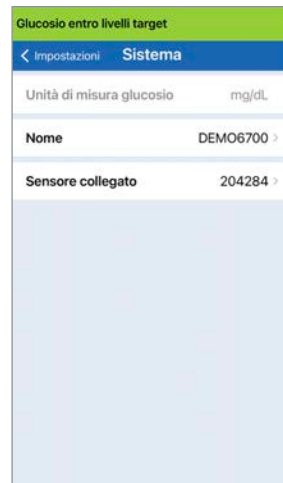 Glucosio entro livelli target
Impostazioni Sistema
Unità di misura glucosio mg/dL
Nome DEMO6700
Sensore collegato 204284